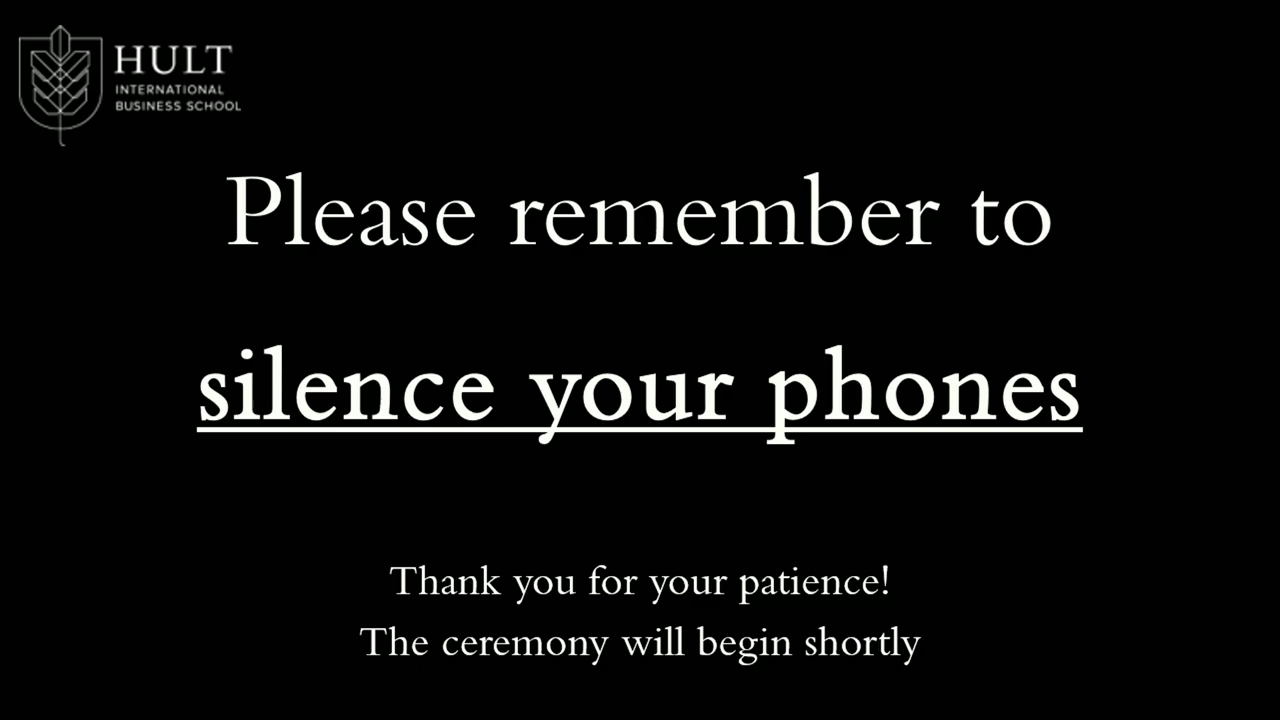 HULT
INTERNATIONAL
BUSINESS SCHOOL
Please remember to
silence your phones
Thank you for your patience!
The ceremony will begin shortly